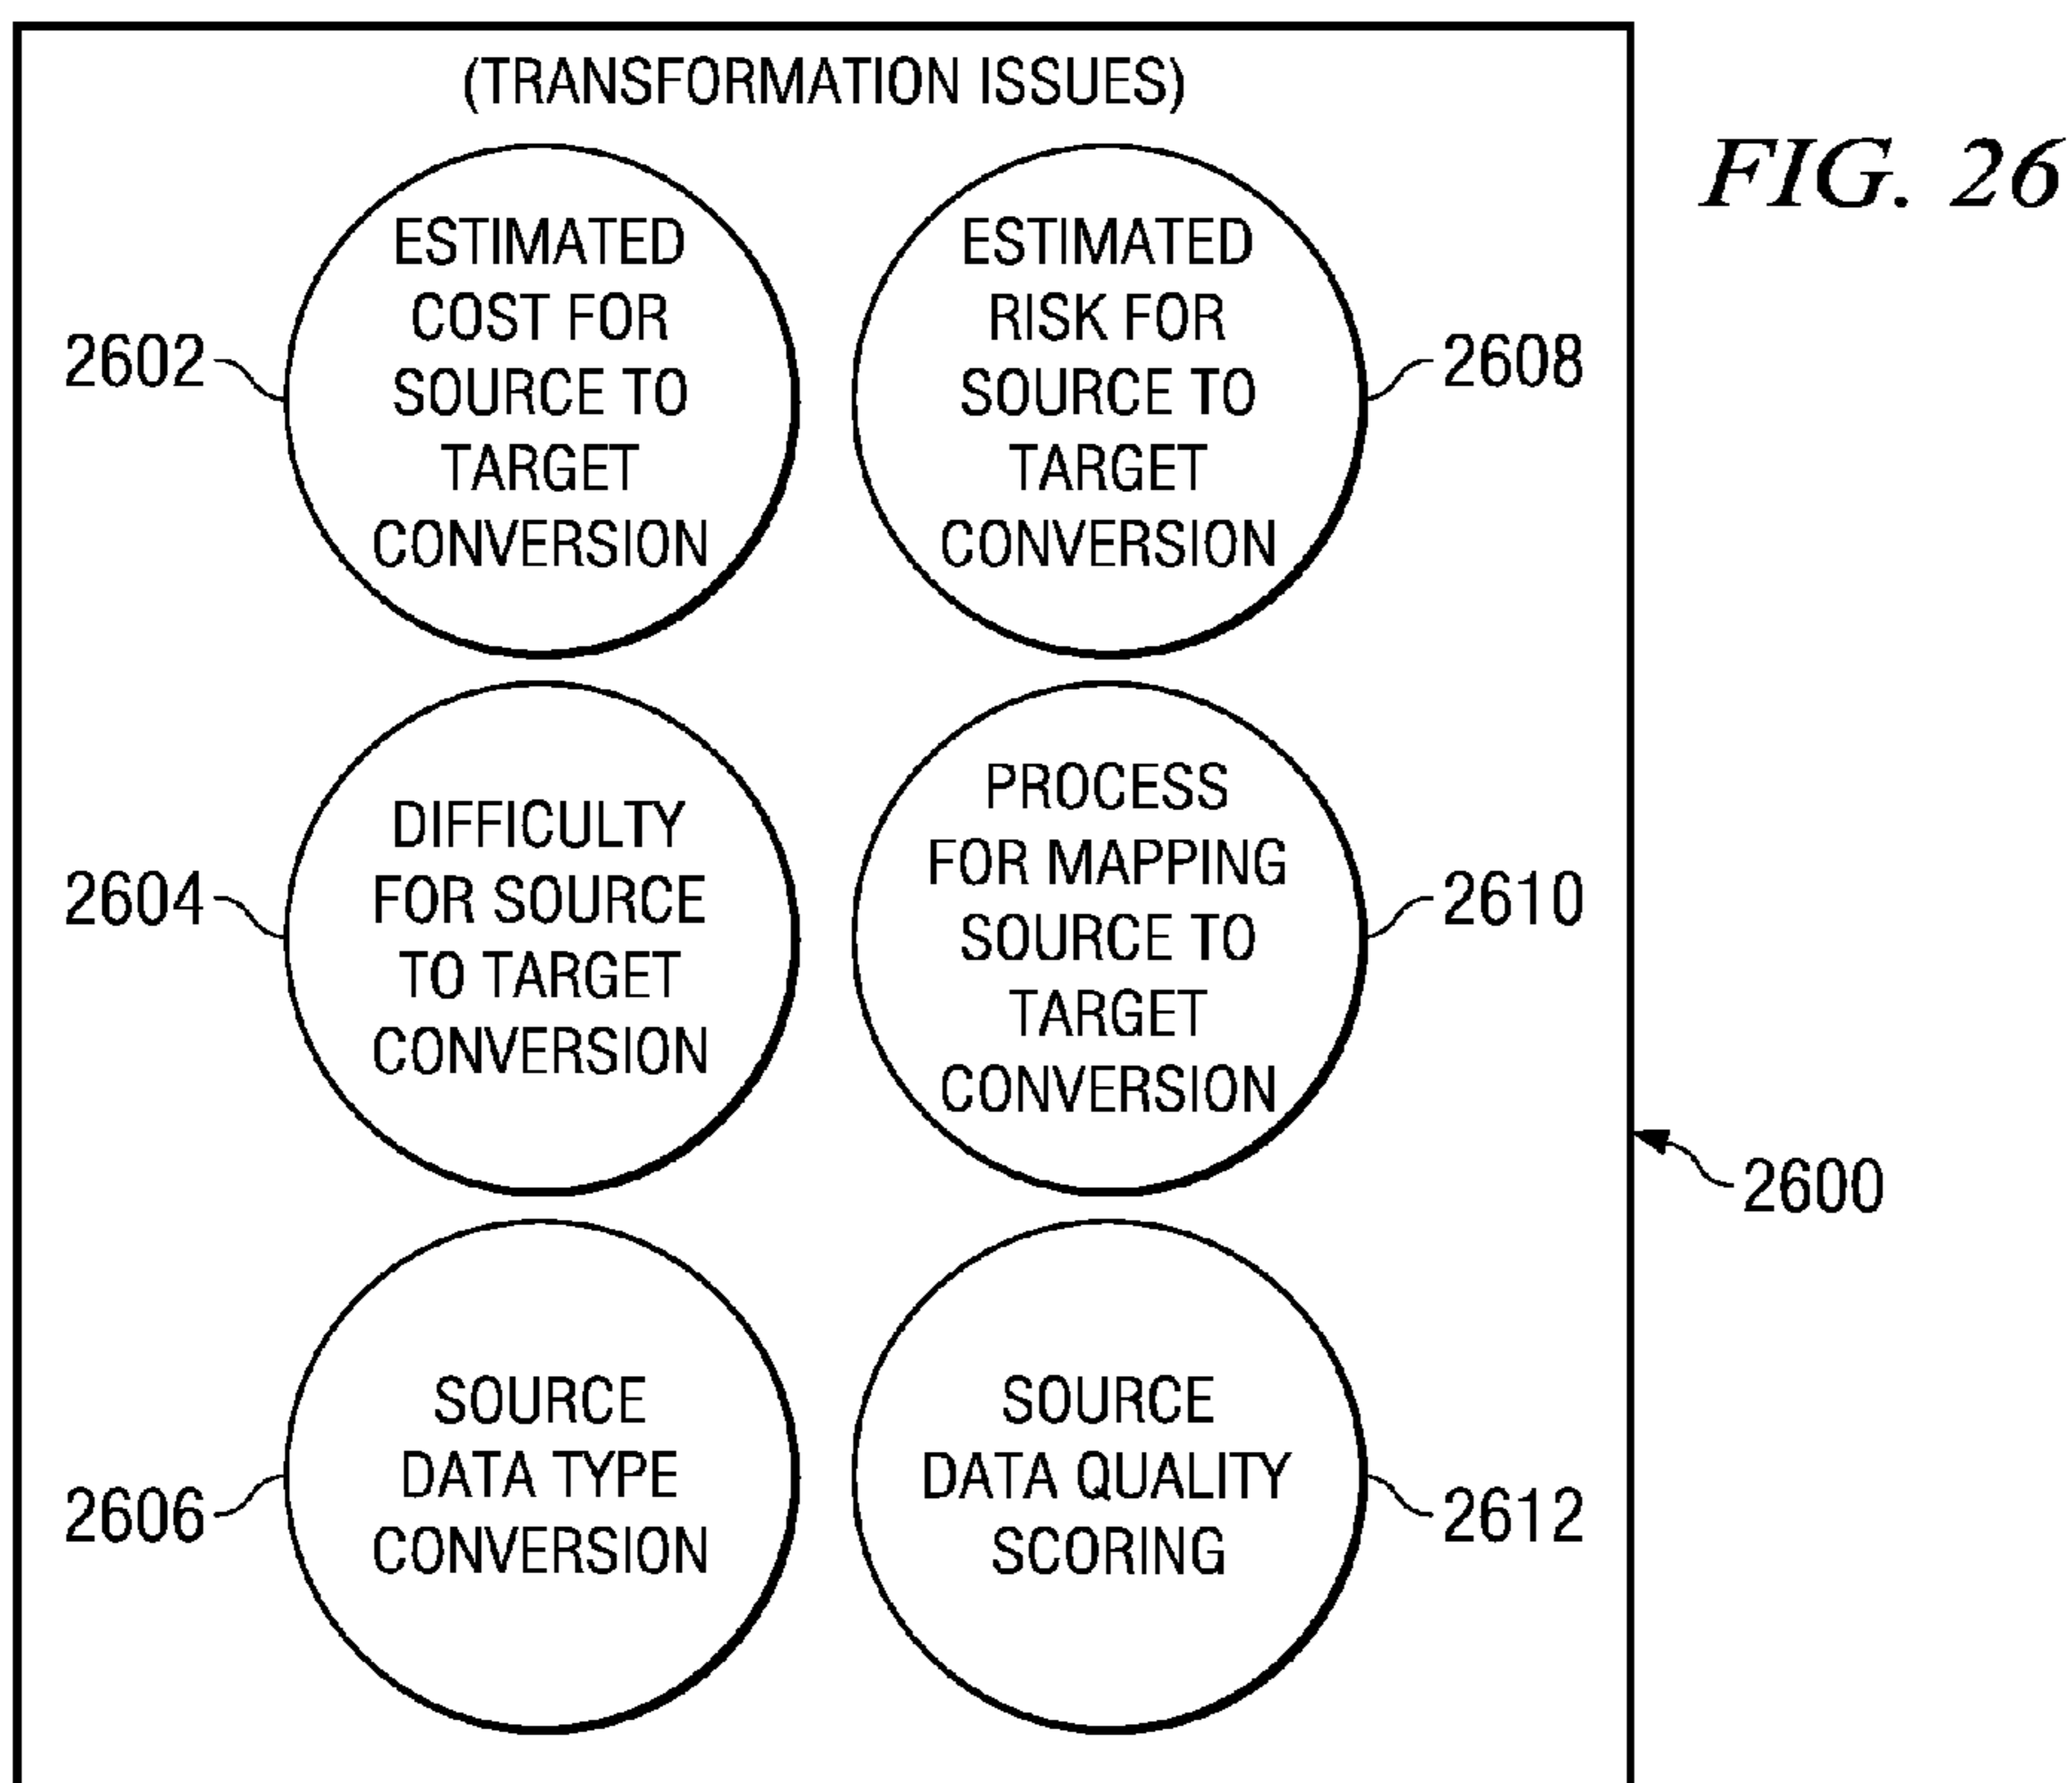 (TRANSFORMATION ISSUES)
FIG. 26
2602
ESTIMATED
COST FOR
SOURCE TO
TARGET
CONVERSION
ESTIMATED
RISK FOR
SOURCE TO
TARGET
CONVERSION
2608
2604
DIFFICULTY
FOR SOURCE
TO TARGET
CONVERSION
PROCESS
FOR MAPPING
SOURCE TO
TARGET
CONVERSION
2610
2600
2606
SOURCE
DATA TYPE
CONVERSION
SOURCE
DATA QUALITY
SCORING
2612